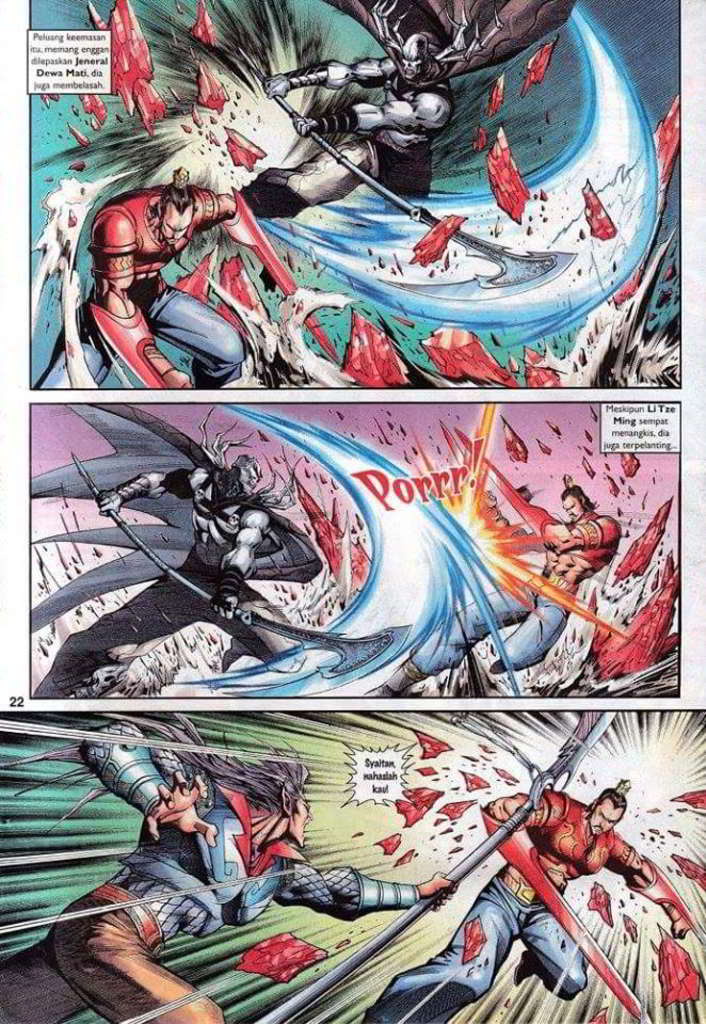 Peluang keemasan
itu, memang enggan
dilepaskan Jeneral
Dewa Mati, dia
juga membelasah.
Meskipun Li Tze
Ming sempat
menangkis, dia
juga terpelanting...
Porrr!
22
Syaitan,
nahaslah
kau!